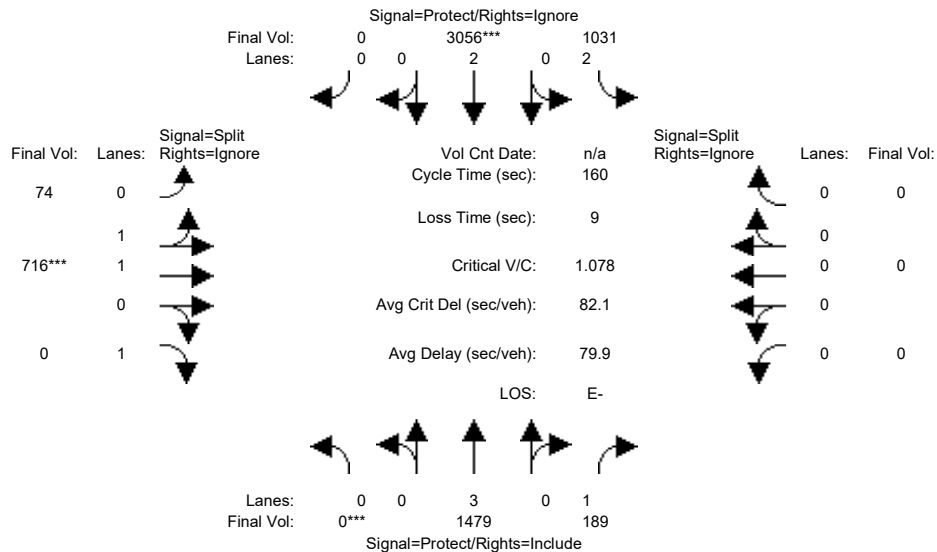 Signal=Protect/Rights=Ignore
Final Vol: 0 3056*** 1031
Lanes: 0 0 2 0 2
Signal=Split
Final Vol: Lanes: Rights=Ignore
Vol Cnt Date: n/a
Signal=Split
Rights=Ignore Lanes: Final Vol:
Cycle Time (sec): 160
74 0
0 0
Loss Time (sec): 9
1
0
716*** 1
Critical V/C: 1.078
0 0
0
Avg Crit Del (sec/veh): 82.1
0
0 1
Avg Delay (sec/veh): 79.9
0 0
LOS: E-
Lanes: 0 0 3 0 1
Final Vol: 0*** 1479 189
Signal=Protect/Rights=Include